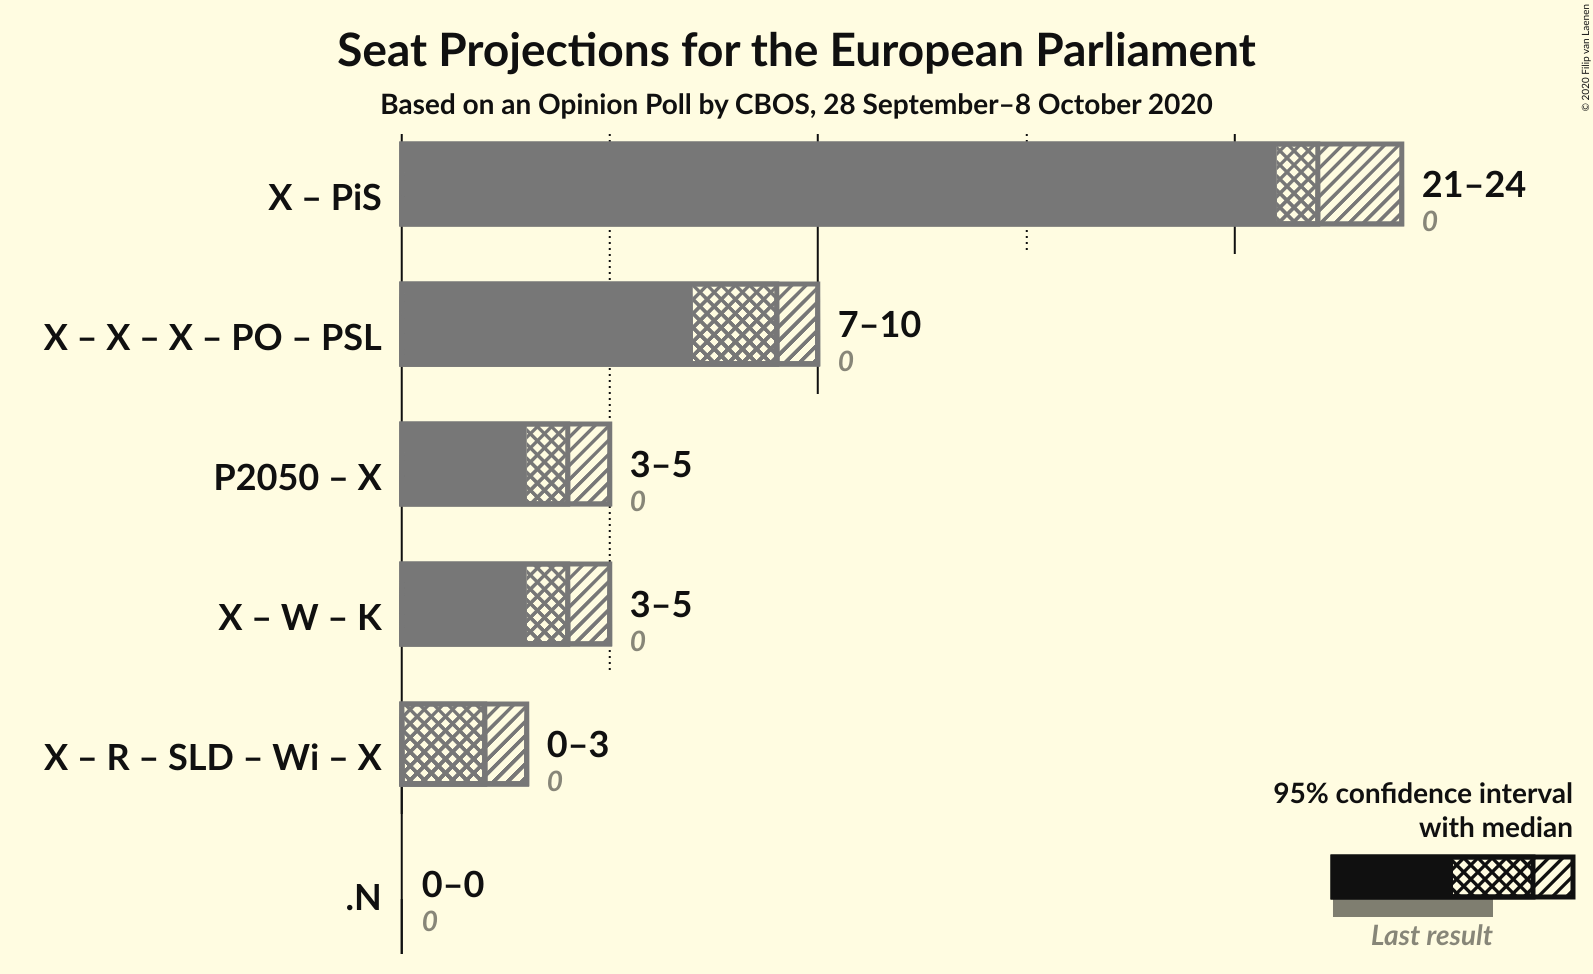 Seat Projections for the European Parliament
Based on an Opinion Poll by CBOS, 28 September–8 October 2020
© 2020 Filip van Laenen
X – PiS
21–24
0
X – X – X – PO – PSL
7–10
0
P2050 – X
3–5
0
X – W – K
3–5
0
X – R – SLD – Wi – X
0–3
0
.N
0–0
0
95% confidence interval
with median
Last result